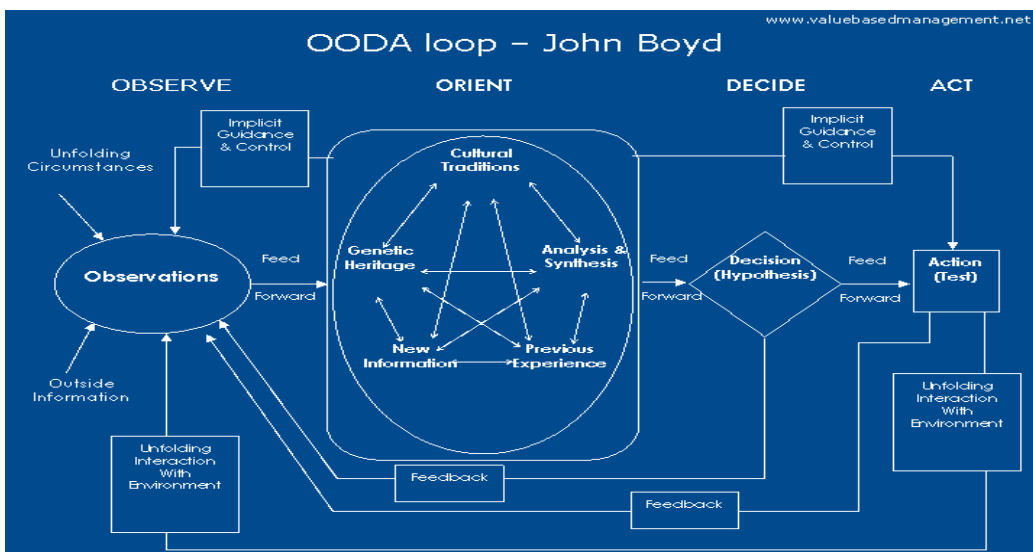 www.valuebasedmanagement.net
OODA loop – John Boyd
OBSERVE
ORIENT
DECIDE
ACT
Implicit
Guidance
& Control
Implicit
Guidance
& Control
Unfolding
Circumstances
Cultural
Traditions
Genetic
Heritage
Analysis &
Synthesis
New
Information
Previous
Experience
Observations
Feed
Forward
Feed
Forward
Decision
(Hypothesis)
Feed
Forward
Action
(Test)
Outside
Information
Unfolding
Interaction
With
Environment
Unfolding
Interaction
With
Environment
Feedback
Feedback